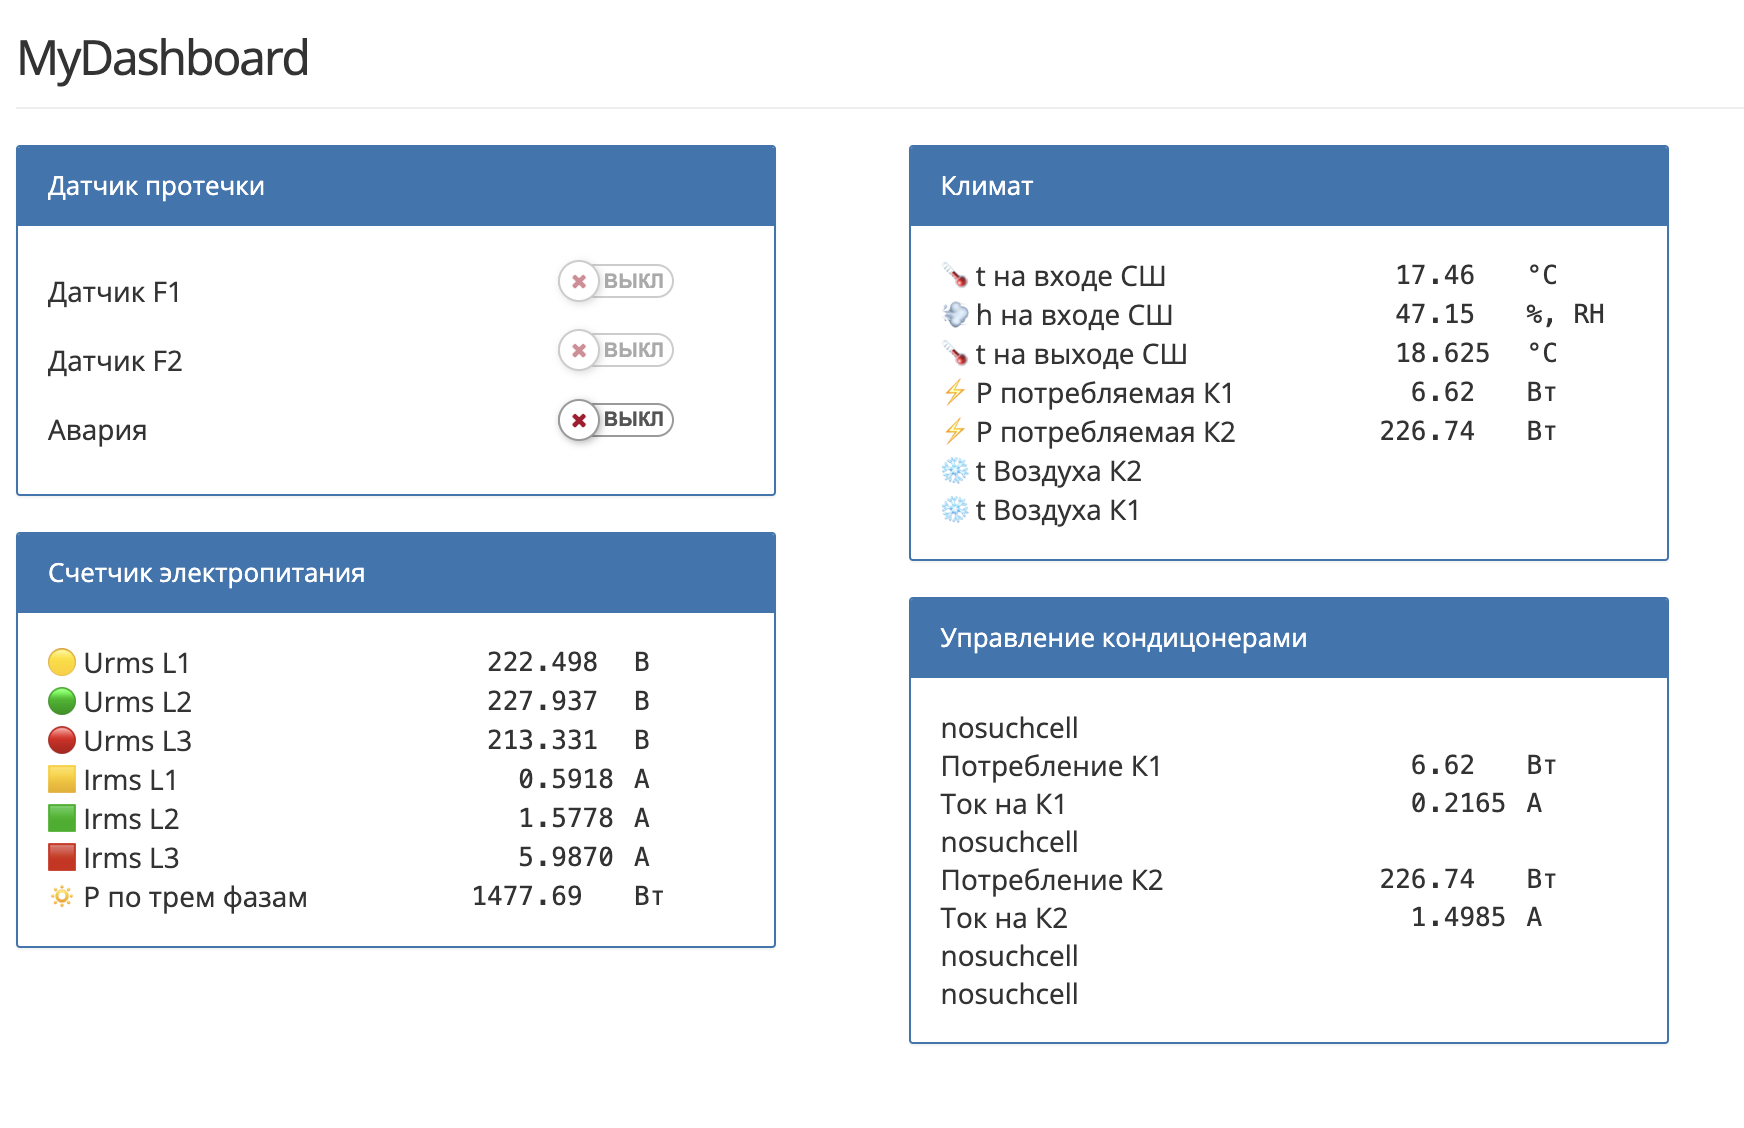 MyDashboard
Датчик протечки
Датчик F1 ВЫКЛ
Датчик F2 ВЫКЛ
Авария ВЫКЛ
Счетчик электропитания
Urms L1 222.498 В
Urms L2 227.937 В
Urms L3 213.331 В
Irms L1 0.5918 А
Irms L2 1.5778 А
Irms L3 5.9870 А
P по трем фазам 1477.69 Вт
Климат
t на входе СШ 17.46 °C
h на входе СШ 47.15 %, RH
t на выходе СШ 18.625 °C
P потребляемая К1 6.62 Вт
P потребляемая К2 226.74 Вт
t Воздуха К2
t Воздуха К1
Управление кондицонерами
nosuchcell
Потребление К1 6.62 Вт
Ток на К1 0.2165 А
nosuchcell
Потребление К2 226.74 Вт
Ток на К2 1.4985 А
nosuchcell
nosuchcell